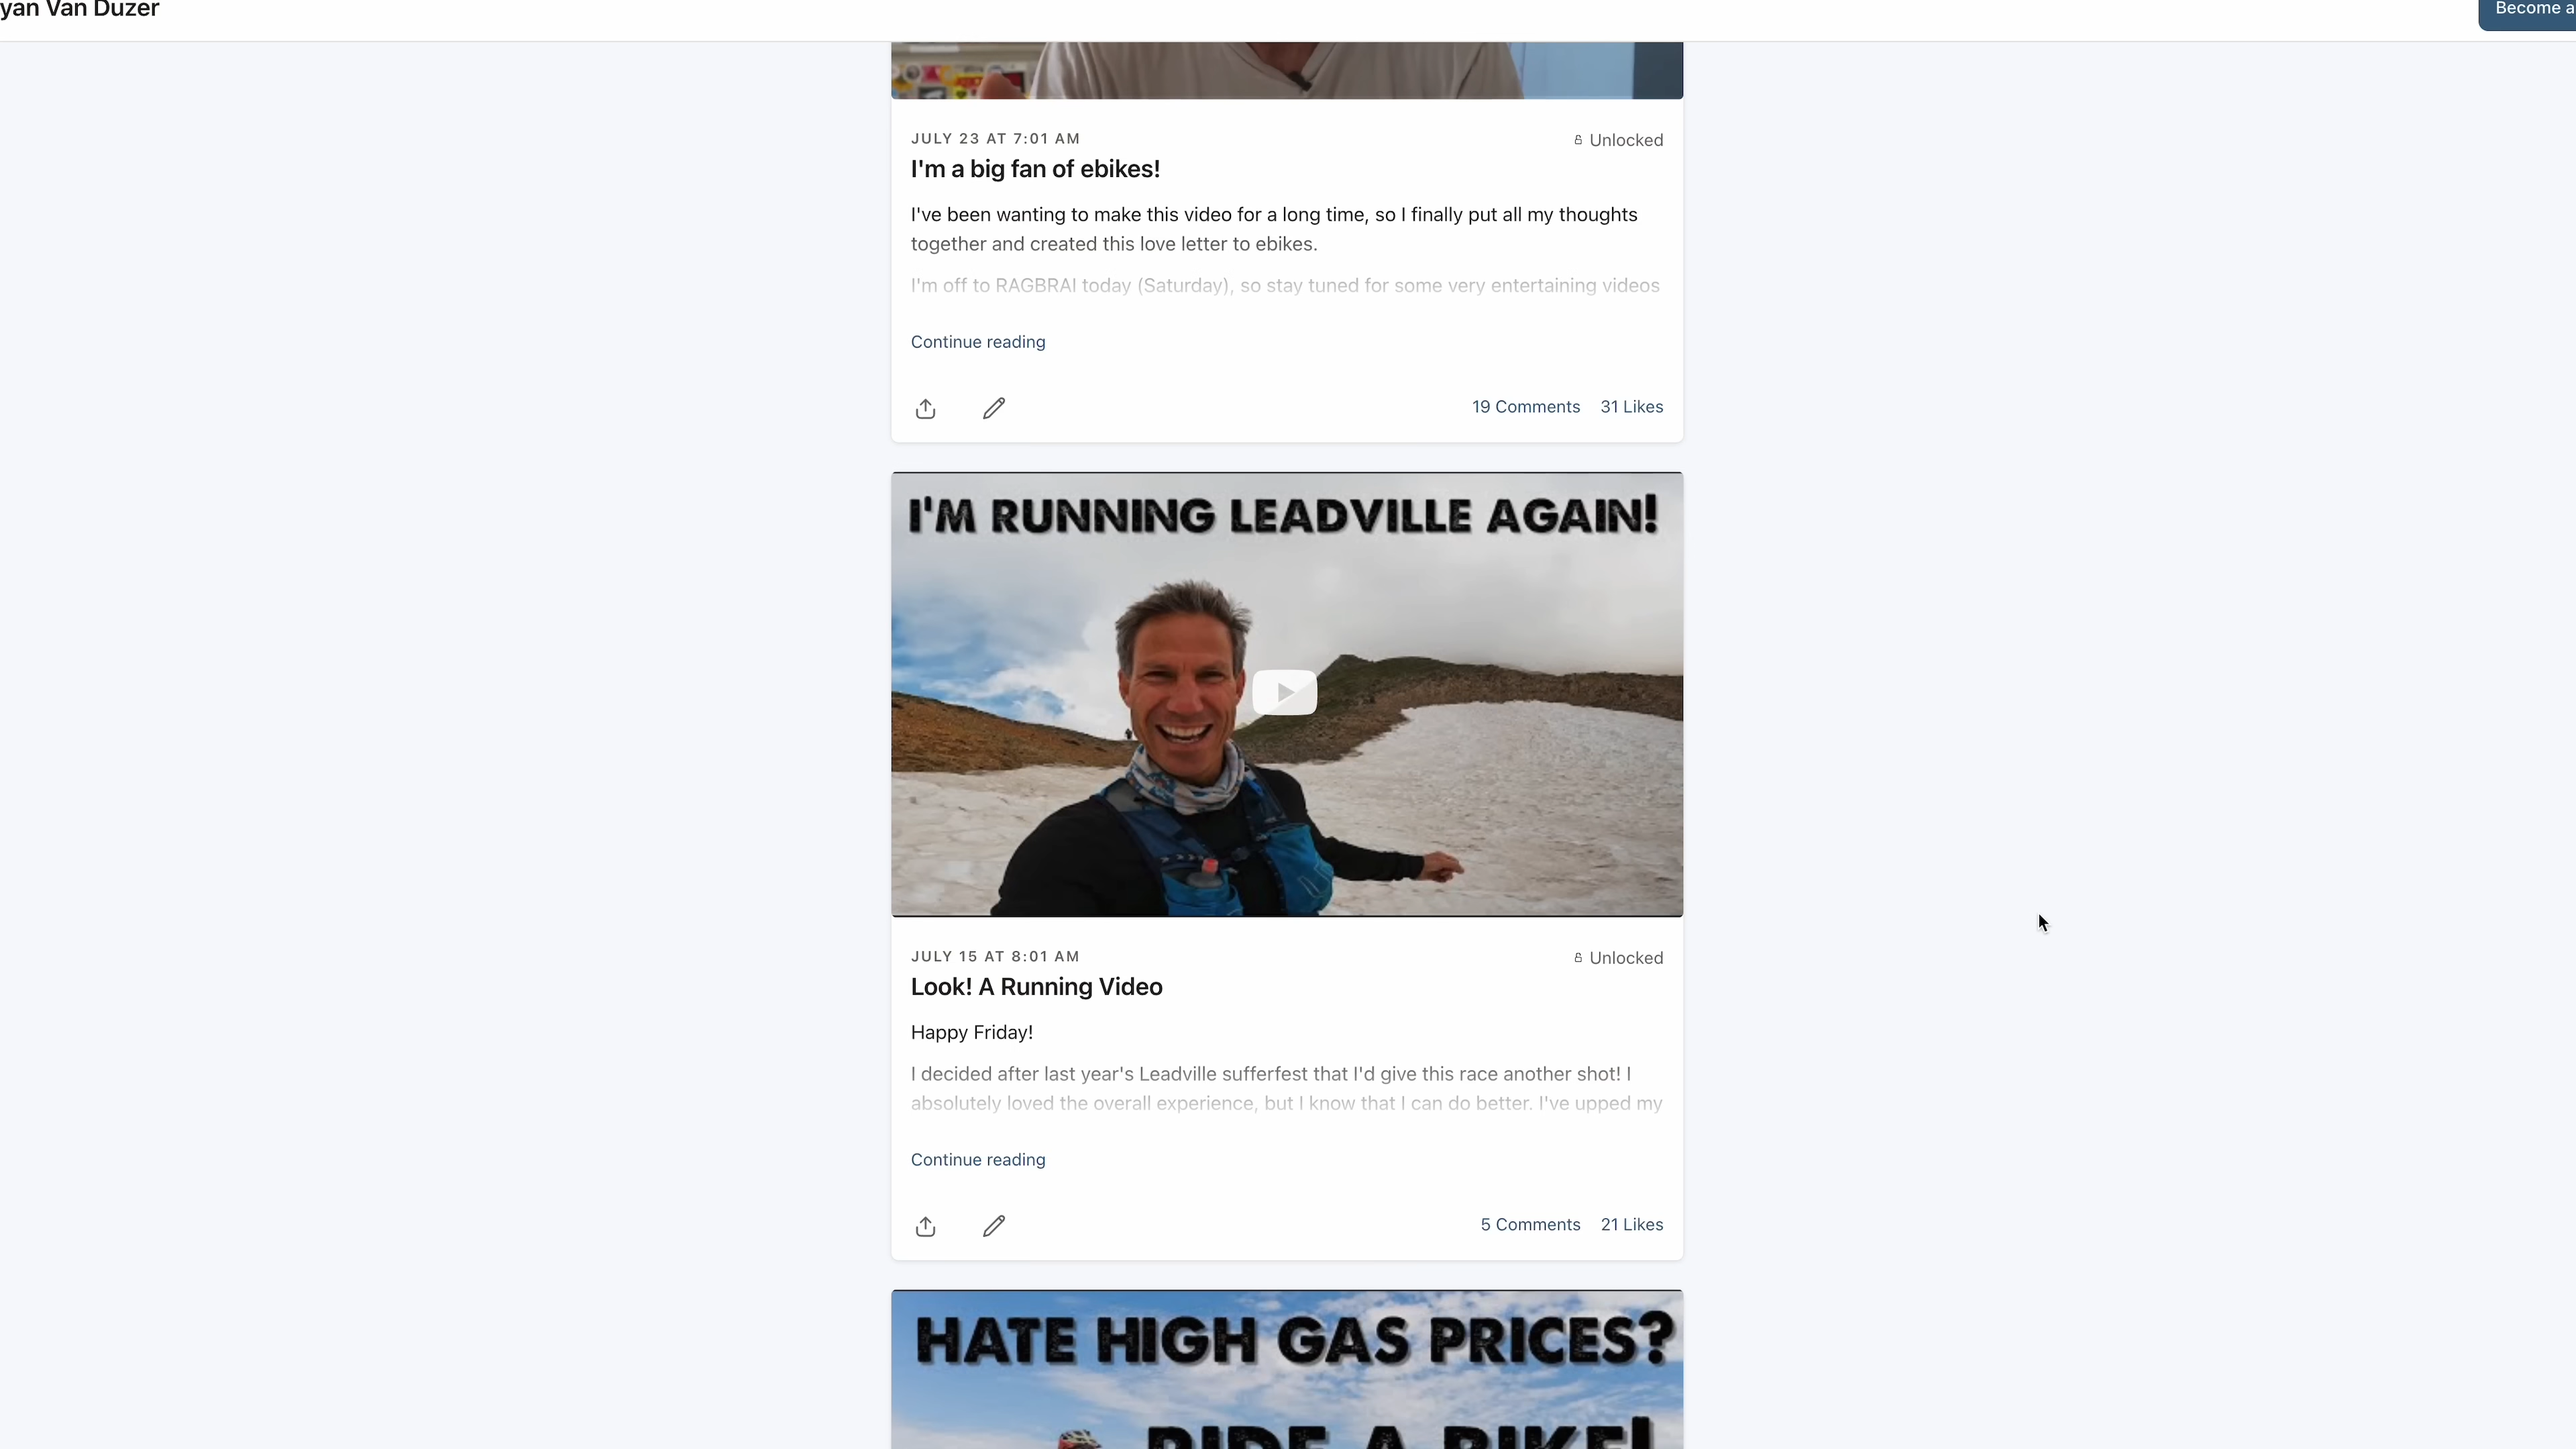 yan Van Duzer
Become a
JULY 23 AT 7:01 AM
Unlocked
I'm a big fan of ebikes!
I've been wanting to make this video for a long time, so I finally put all my thoughts
together and created this love letter to ebikes.
I'm off to RAGBRAI today (Saturday), so stay tuned for some very entertaining videos
Continue reading
19 Comments 31 Likes
I'M RUNNING LEADVILLE AGAIN!
JULY 15 AT 8:01 AM
Unlocked
Look! A Running Video
Happy Friday!
I decided after last year's Leadville sufferfest that I'd give this race another shot! I
absolutely loved the overall experience, but I know that I can do better. I've upped my
Continue reading
5 Comments 21 Likes
HATE HIGH GAS PRICES?
RIDE A BIKE!